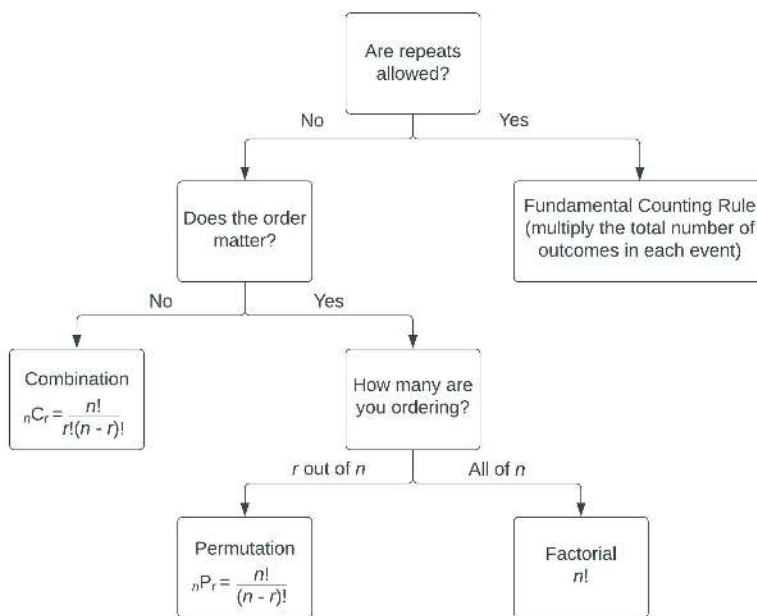 Are repeats
allowed?
No
Yes
Does the order
matter?
Fundamental Counting Rule
(multiply the total number of
outcomes in each event)
No
Yes
Combination
nCr = n!
r!(n - r)!
How many are
you ordering?
r out of n
All of n
Permutation
nPr = n!
(n - r)!
Factorial
n!